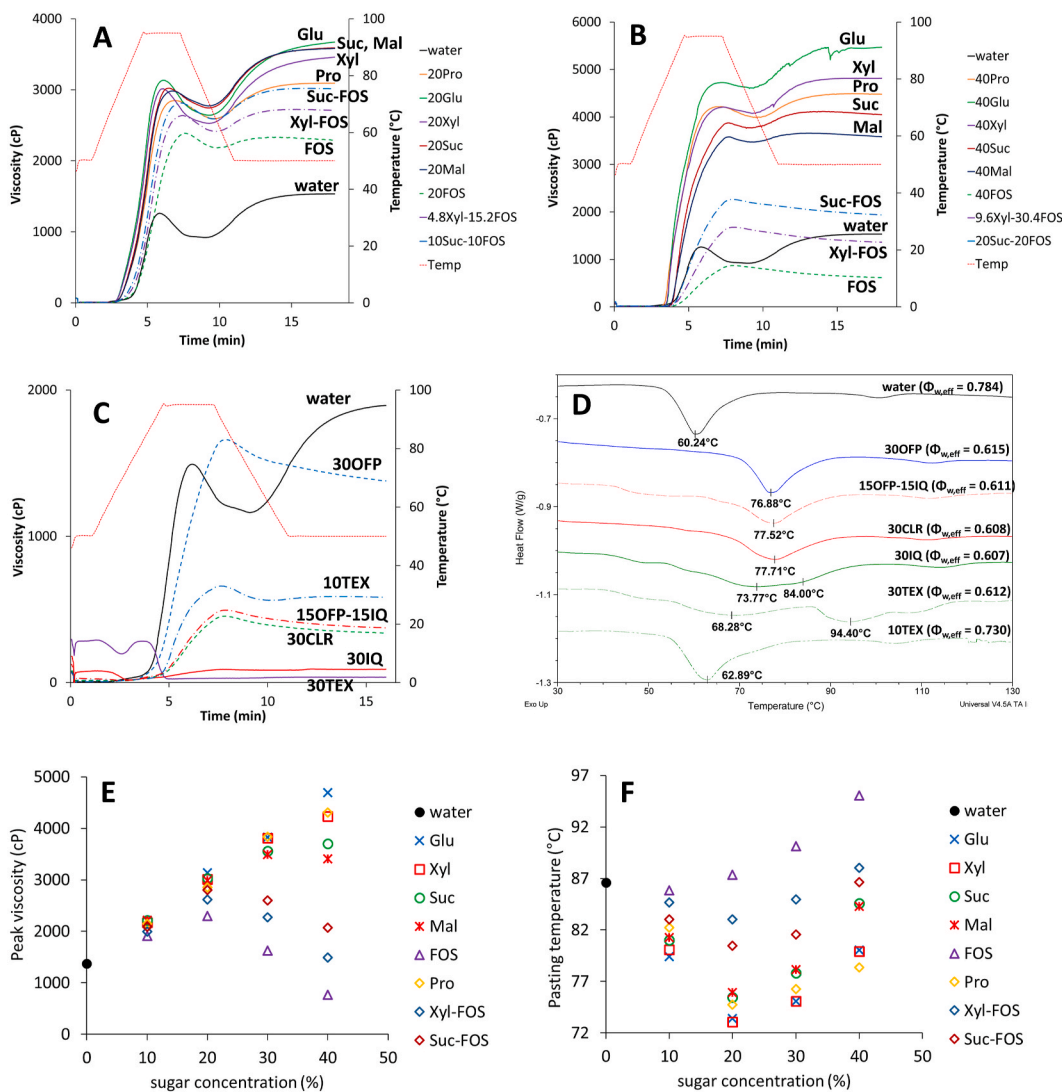 A
4000
3000
2000
1000
0
Viscosity (cP)
0
5
10
15
Time (min)
100
80
60
40
20
0
Temperature (°C)
Glu
Suc, Mal
Xyl
Pro
Suc-FOS
Xyl-FOS
FOS
water
water
20Pro
20Glu
20Xyl
20Suc
20Mal
20FOS
4.8Xyl-15.2FOS
10Suc-10FOS
Temp
B
6000
5000
4000
3000
2000
1000
0
Viscosity (cP)
0
5
10
15
Time (min)
100
80
60
40
20
0
Temperature (°C)
Glu
Xyl
Pro
Suc
Mal
Suc-FOS
water
Xyl-FOS
FOS
water
40Pro
40Glu
40Xyl
40Suc
40Mal
40FOS
9.6Xyl-30.4FOS
20Suc-20FOS
Temp
C
2000
1000
0
Viscosity (cP)
0
5
10
15
Time (min)
100
80
60
40
20
0
Temperature (°C)
water
30OFP
10TEX
15OFP-15IQ
30CLR
30IQ
30TEX
D
-0.7
-0.9
-1.1
-1.3
Heat Flow (W/g)
water (Φw,eff = 0.784)
60.24°C
30OFP (Φw,eff = 0.615)
76.88°C
15OFP-15IQ (Φw,eff = 0.611)
77.52°C
30CLR (Φw,eff = 0.608)
77.71°C
30IQ (Φw,eff = 0.607)
73.77°C
84.00°C
30TEX (Φw,eff = 0.612)
68.28°C
94.40°C
10TEX (Φw,eff = 0.730)
62.89°C
30
50
70
90
110
130
Exo Up
Temperature (°C)
Universal V4.5A TA I
E
5000
4000
3000
2000
1000
0
Peak viscosity (cP)
0
10
20
30
40
50
sugar concentration (%)
water
Glu
Xyl
Suc
Mal
FOS
Pro
Xyl-FOS
Suc-FOS
F
97
92
87
82
77
72
Pasting temperature (°C)
0
10
20
30
40
50
sugar concentration (%)
water
Glu
Xyl
Suc
Mal
FOS
Pro
Xyl-FOS
Suc-FOS